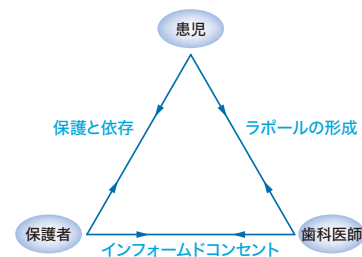 患児
保護と依存
ラポールの形成
保護者
歯科医師
インフォームドコンセント